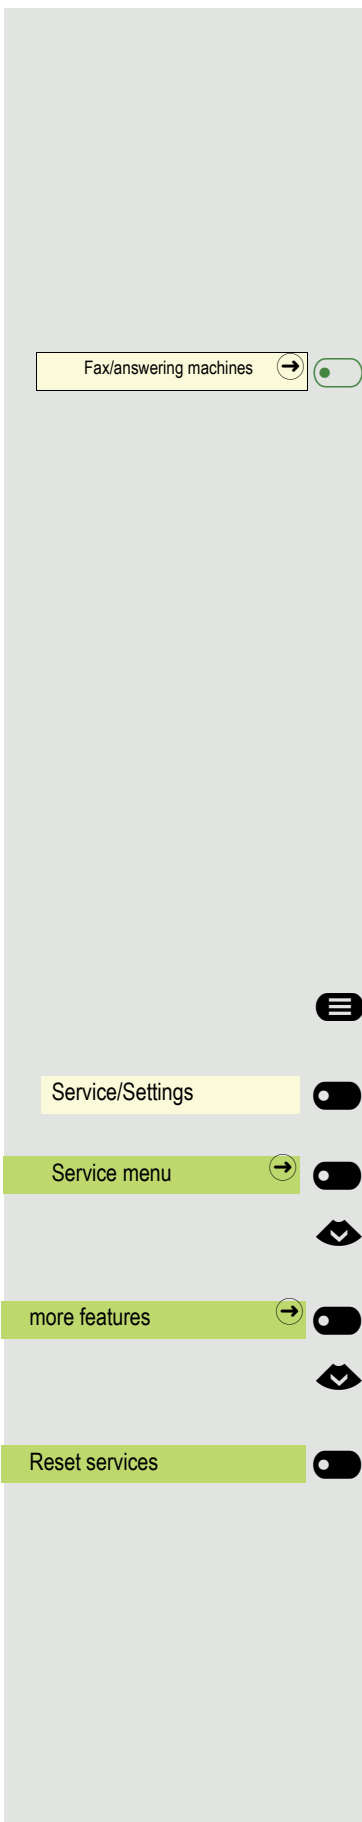 Fax/answering machines
Service/Settings
Service menu
more features
Reset services